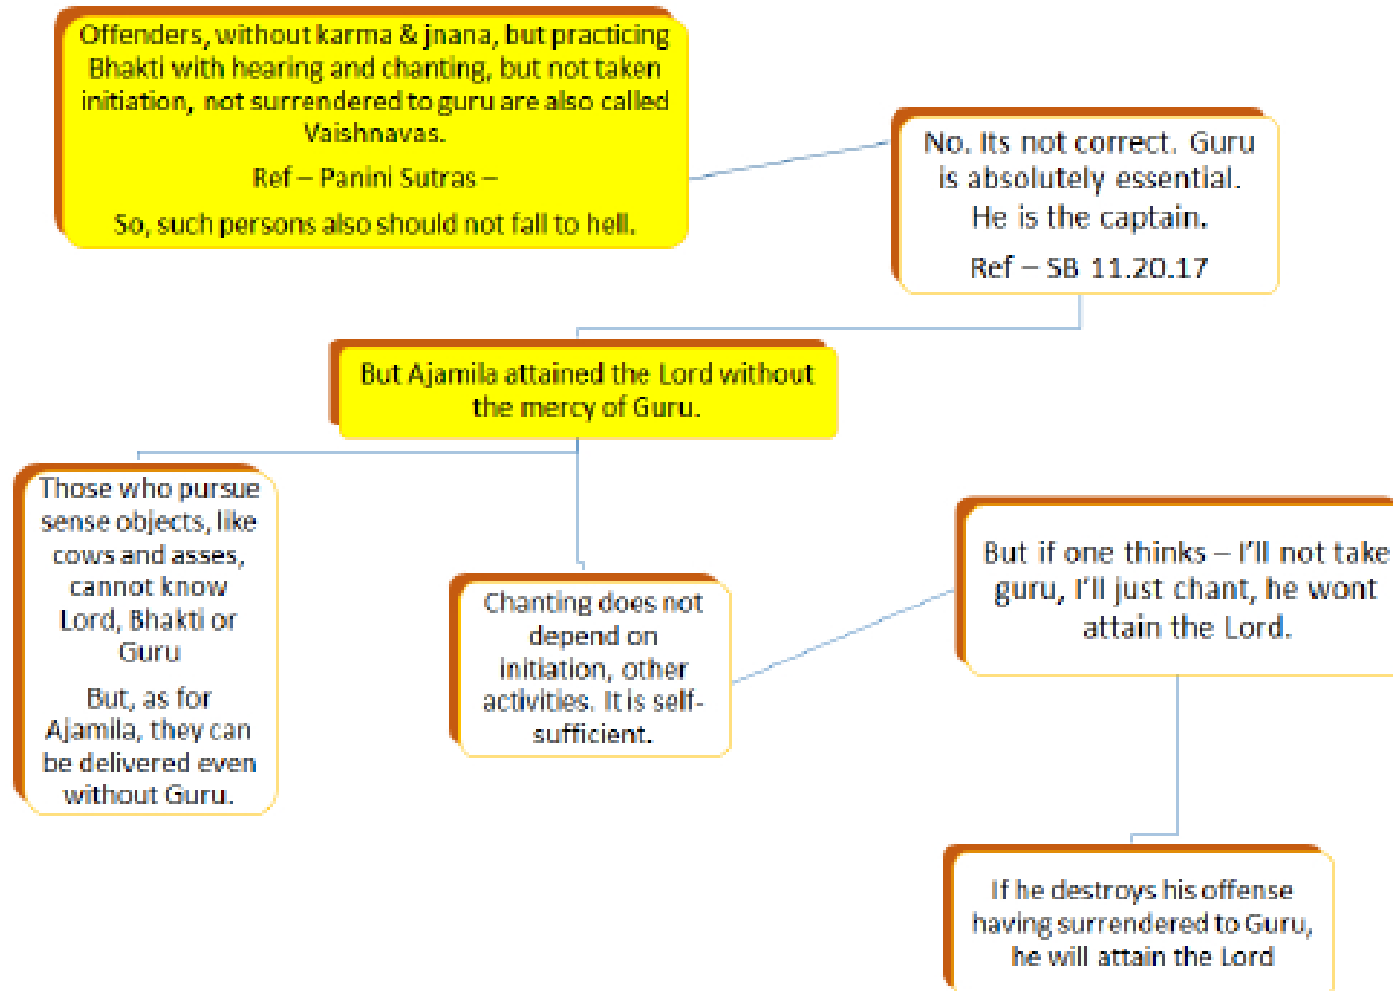 Offenders, without karma & jnana, but practicing
Bhakti with hearing and chanting, but not taken
initiation, not surrendered to guru are also called
Vaishnavas.
Ref – Panini Sutras –
So, such persons also should not fall to hell.
No. Its not correct. Guru
is absolutely essential.
He is the captain.
Ref – SB 11.20.17
But Ajamila attained the Lord without
the mercy of Guru.
Those who pursue
sense objects, like
cows and asses,
cannot know
Lord, Bhakti or
Guru
But, as for
Ajamila, they can
be delivered even
without Guru.
Chanting does not
depend on
initiation, other
activities. It is self-
sufficient.
But if one thinks – I'll not take
guru, I'll just chant, he wont
attain the Lord.
If he destroys his offense
having surrendered to Guru,
he will attain the Lord